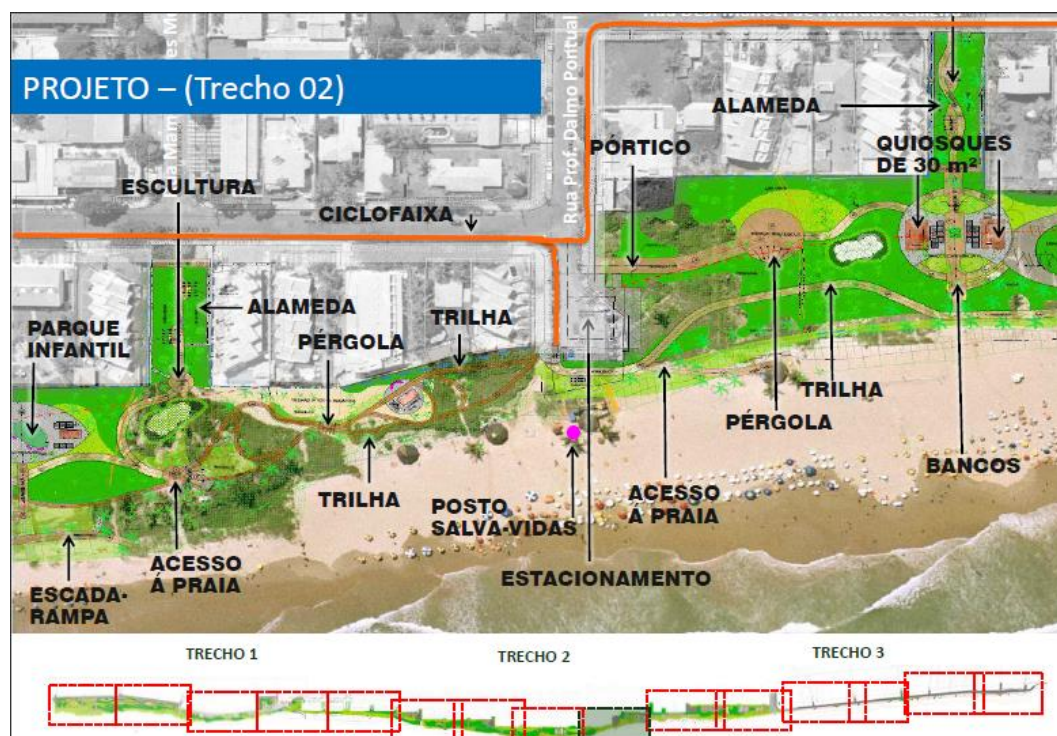 PROJETO – (Trecho 02)
Rua Prof. Dalmo Pontual
ALAMEDA
PÓRTICO
QUIOSQUES
DE 30 m²
ESCULTURA
CICLOFAIXA
ALAMEDA
TRILHA
PARQUE
INFANTIL
PÉRGOLA
TRILHA
PÉRGOLA
TRILHA
BANCOS
POSTO
SALVA-VIDAS
ACESSO
Á PRAIA
ACESSO
Á PRAIA
ESTACIONAMENTO
ESCADA-
RAMPA
TRECHO 1
TRECHO 2
TRECHO 3